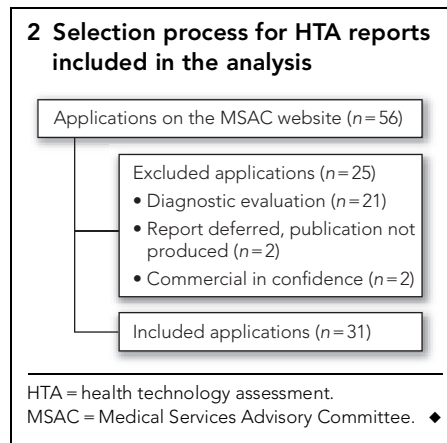 2 Selection process for HTA reports
included in the analysis
Applications on the MSAC website (n=56)
Excluded applications (n=25)
• Diagnostic evaluation (n=21)
• Report deferred, publication not
produced (n=2)
• Commercial in confidence (n=2)
Included applications (n=31)
HTA = health technology assessment.
MSAC = Medical Services Advisory Committee. ◆